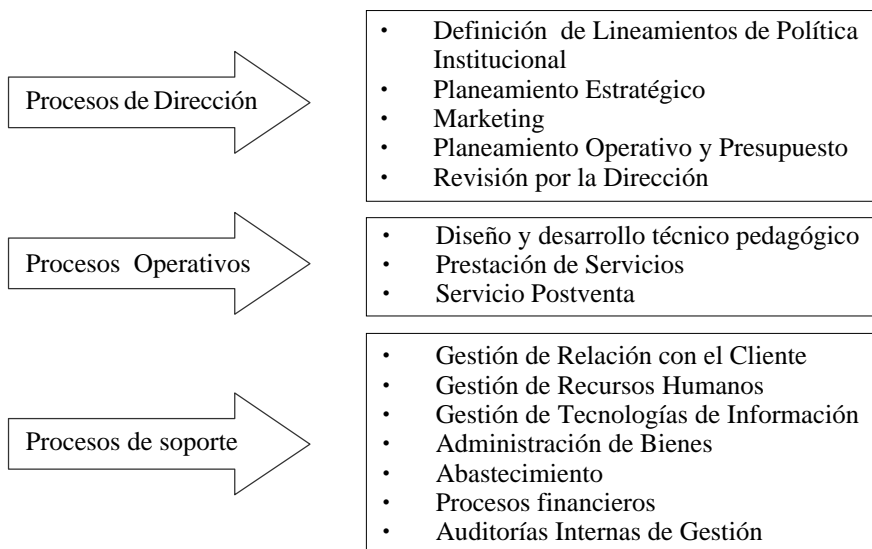 Procesos de Dirección
• Definición de Lineamientos de Política
Institucional
• Planeamiento Estratégico
• Marketing
• Planeamiento Operativo y Presupuesto
• Revisión por la Dirección
Procesos Operativos
• Diseño y desarrollo técnico pedagógico
• Prestación de Servicios
• Servicio Postventa
Procesos de soporte
• Gestión de Relación con el Cliente
• Gestión de Recursos Humanos
• Gestión de Tecnologías de Información
• Administración de Bienes
• Abastecimiento
• Procesos financieros
• Auditorías Internas de Gestión